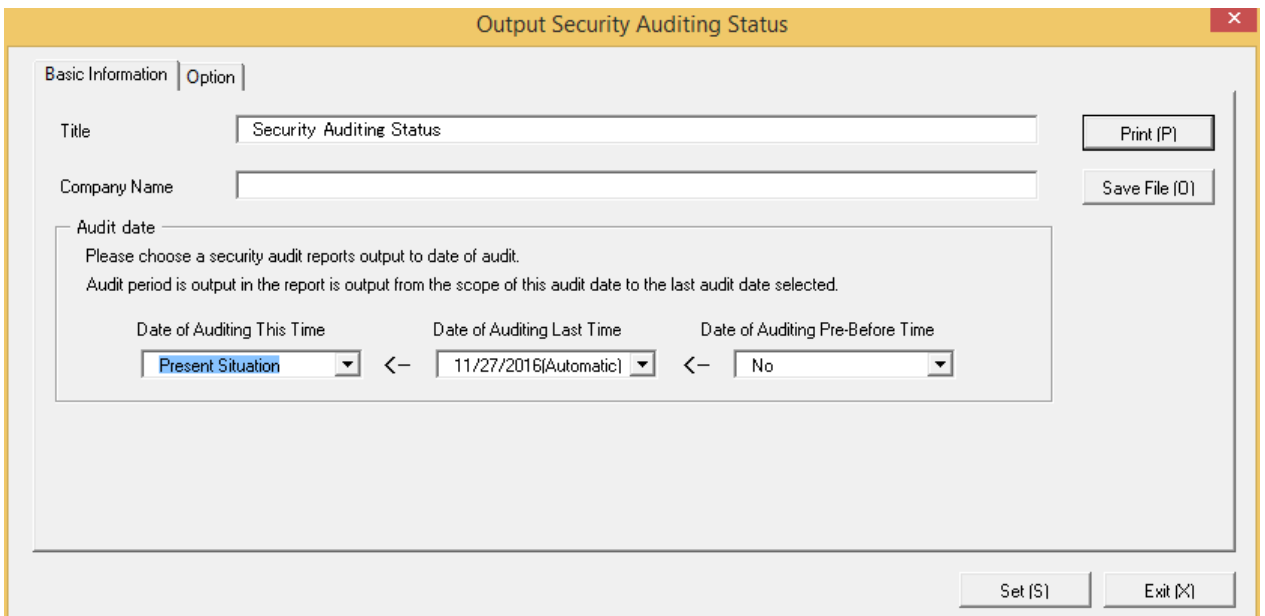 Output Security Auditing Status
Basic Information Option
Title Security Auditing Status Print (P)
Company Name Save File (O)
Audit date
Please choose a security audit reports output to date of audit.
Audit period is output in the report is output from the scope of this audit date to the last audit date selected.
Date of Auditing This Time Date of Auditing Last Time Date of Auditing Pre-Before Time
Present Situation <- 11/27/2016(Automatic) <- No
Set (S) Exit (X)